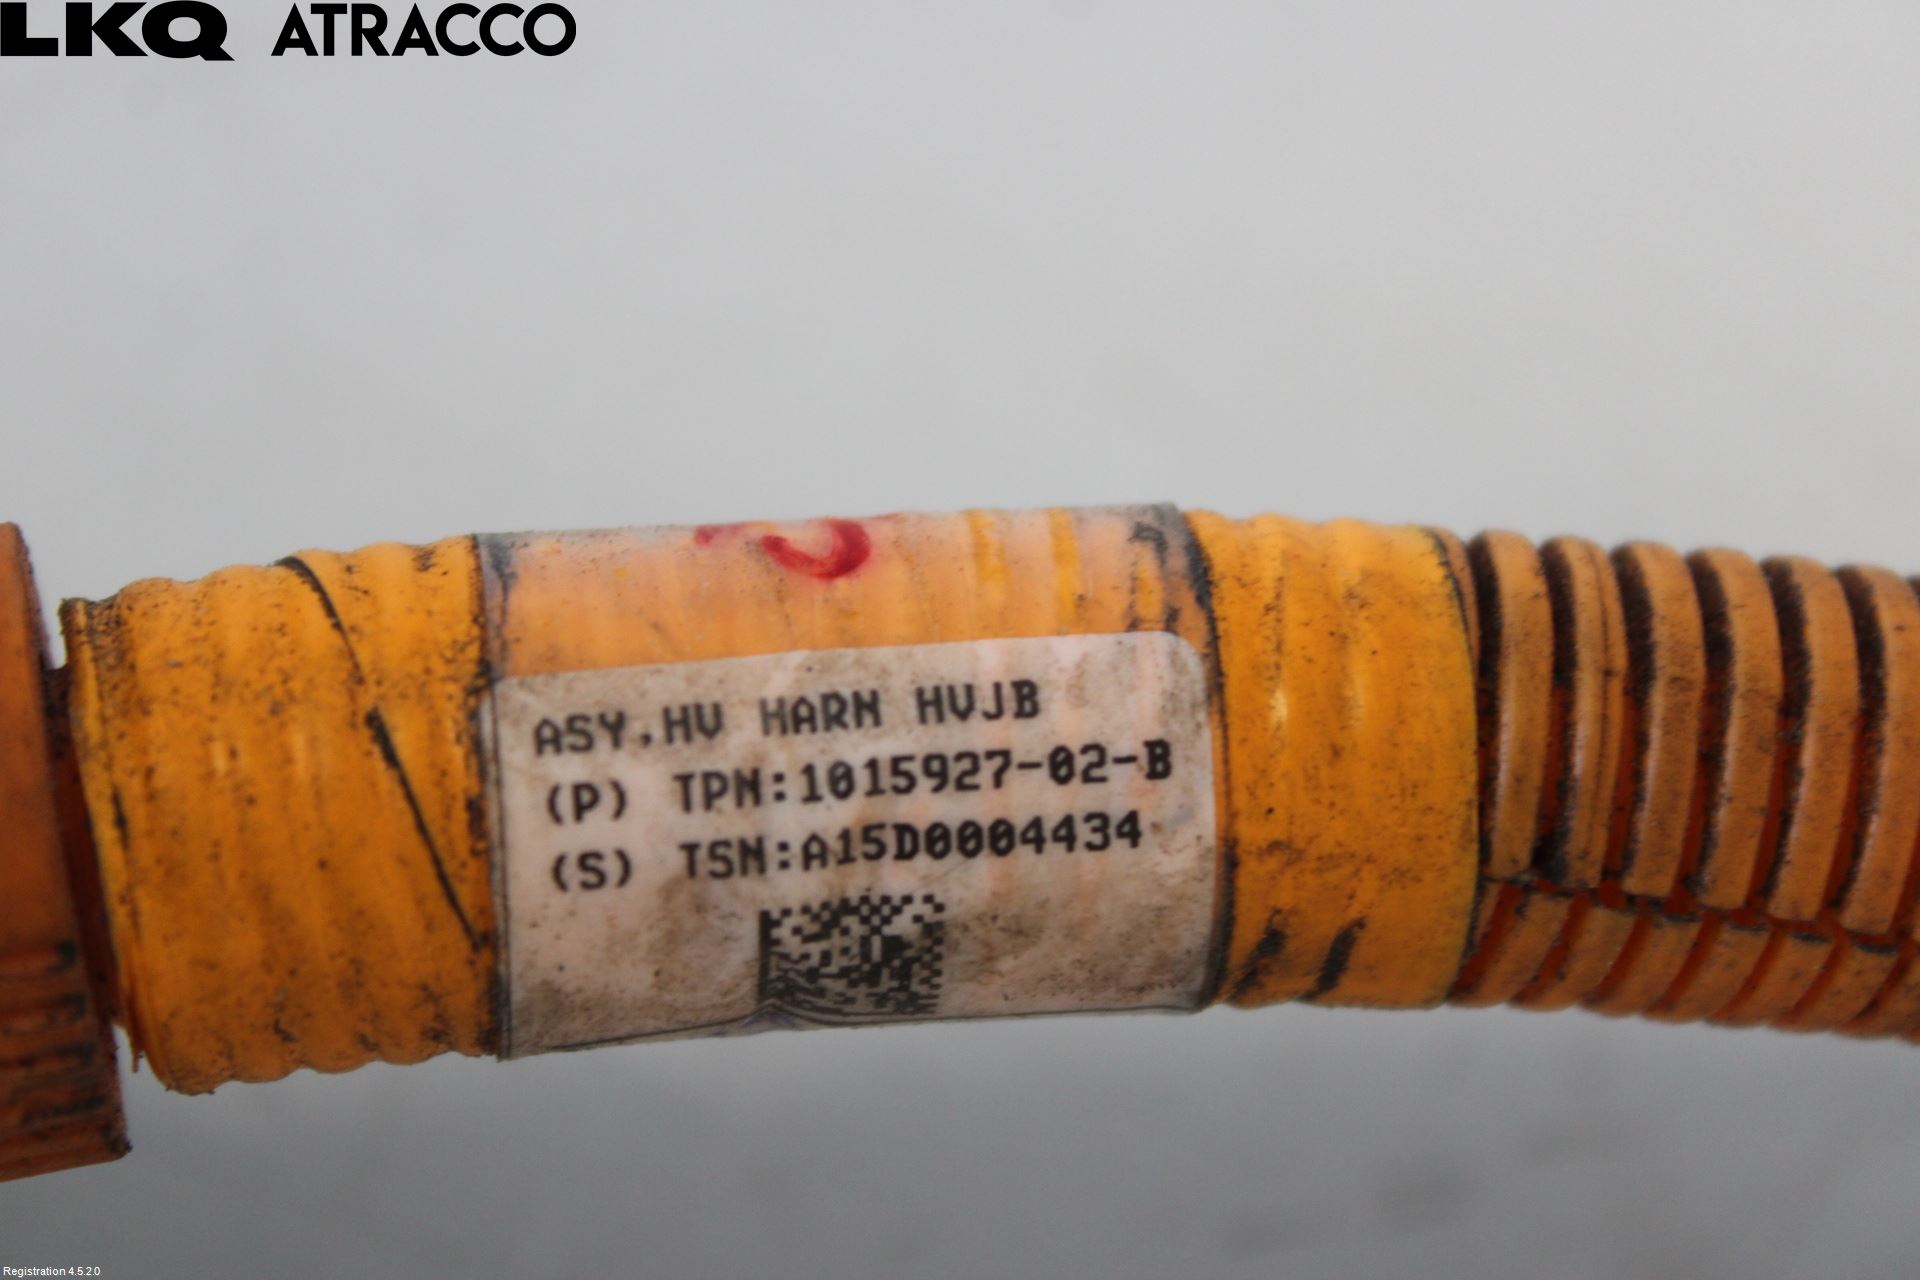 LKQ ATRACCO
ASY,HV HARN HVJB
(P) TPN:1015927-02-B
(S) TSN:A15D0004434
Registration 4.5.2.0